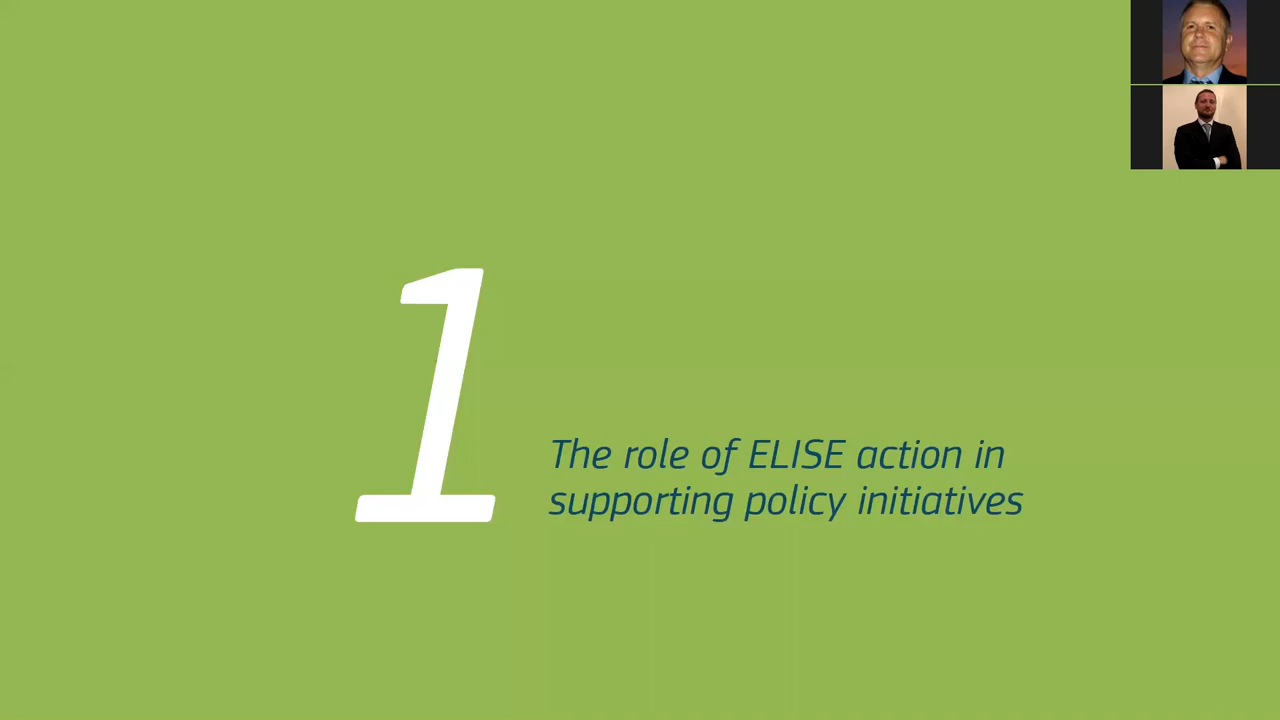 1
The role of ELISE action in
supporting policy initiatives